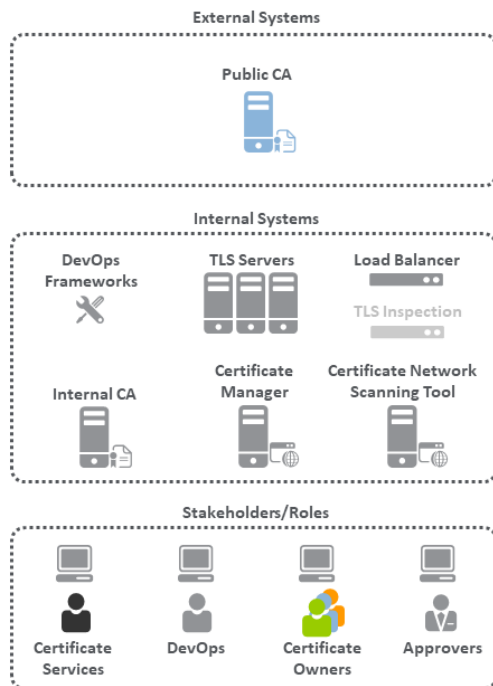 External Systems
Public CA
Internal Systems
DevOps
Frameworks
TLS Servers
Load Balancer
TLS Inspection
Internal CA
Certificate
Manager
Certificate Network
Scanning Tool
Stakeholders/Roles
Certificate
Services
DevOps
Certificate
Owners
Approvers